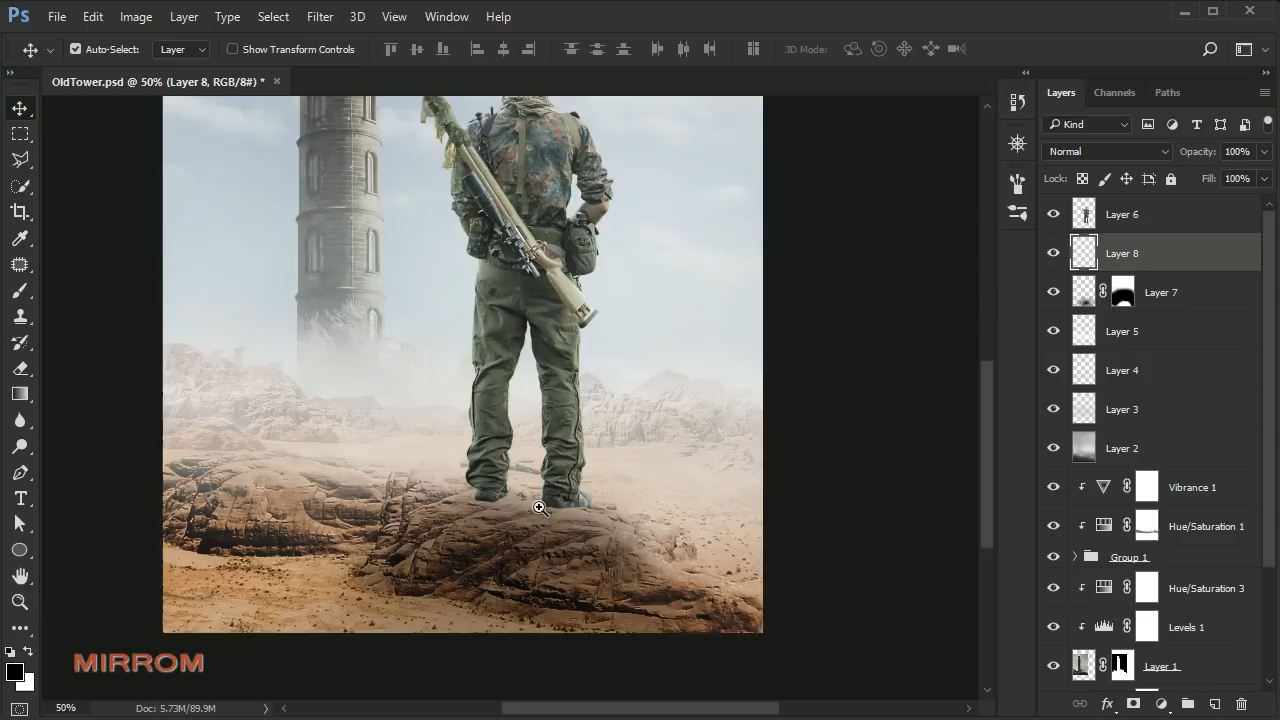 Ps File Edit Image Layer Type Select Filter 3D View Window Help
Auto-Select: Layer Show Transform Controls 3D Mode:
OldTower.psd @ 50% (Layer 8, RGB/8#) * ×
Layers Channels Paths
Kind
Normal Opacity: 100%
Lock: Fill: 100%
Layer 6
Layer 8
Layer 7
Layer 5
Layer 4
Layer 3
Layer 2
Vibrance 1
Hue/Saturation 1
Group 1
Hue/Saturation 3
Levels 1
Layer 1
MIRROM
50% Doc: 5.73M/89.9M